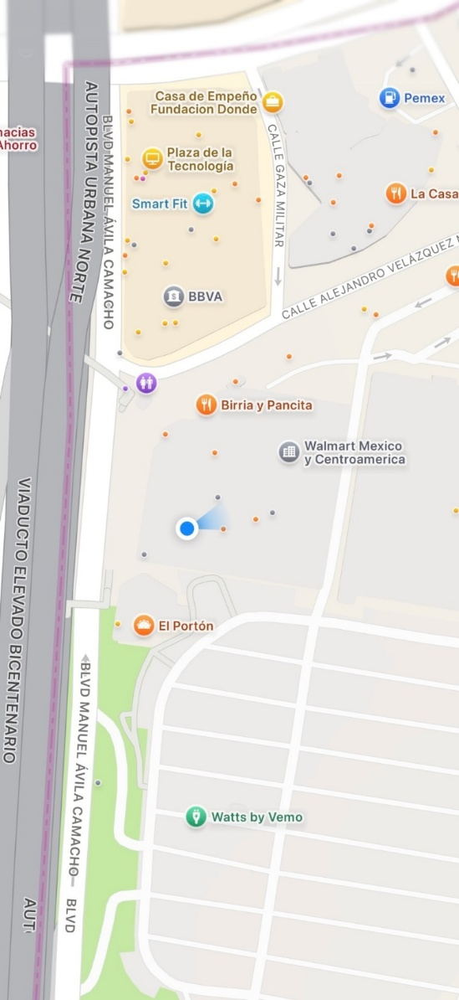 Casa de Empeño
Fundacion Donde
Pemex
macias
Ahorro
Plaza de la
Tecnología
AUTOPISTA URBANA NORTE
BLVD MANUEL ÁVILA CAMACHO
CALLE GAZA MILITAR
La Casa
Smart Fit
BBVA
CALLE ALEJANDRO VELÁZQUEZ
Birria y Pancita
Walmart Mexico
y Centroamerica
VIADUCTO ELEVADO BICENTENARIO
El Portón
BLVD MANUEL ÁVILA CAMACHO
Watts by Vemo
AUT
BLVD